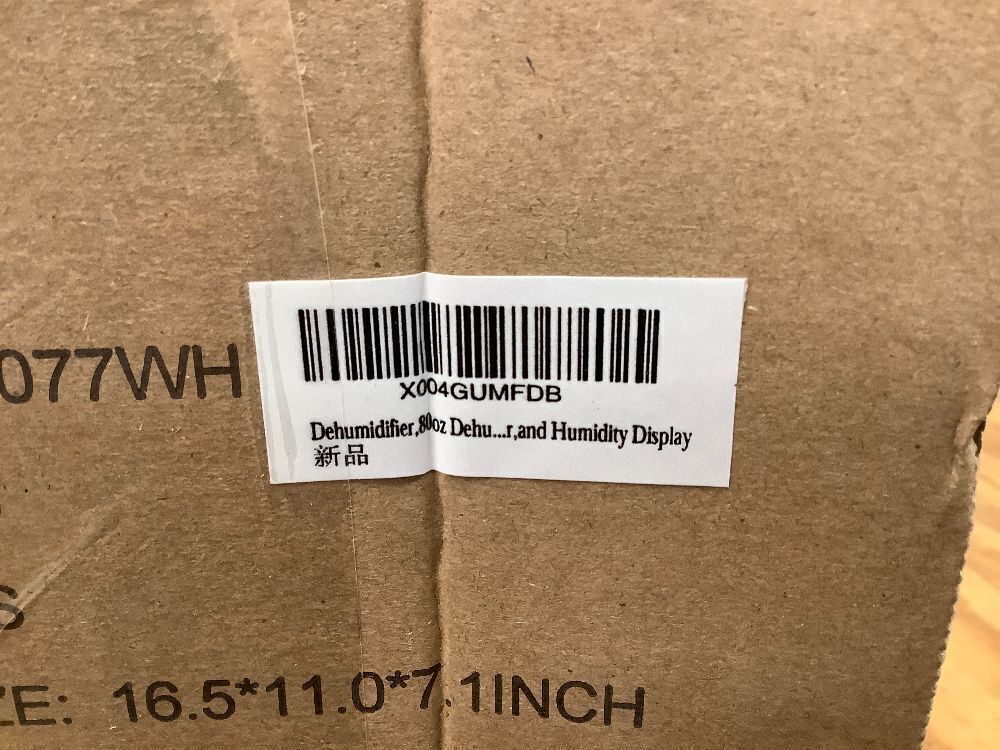 077WH
X004GUMFDB
Dehumidifier,80oz Dehu...r,and Humidity Display
新品
S
ZE: 16.5*11.0*7.1INCH